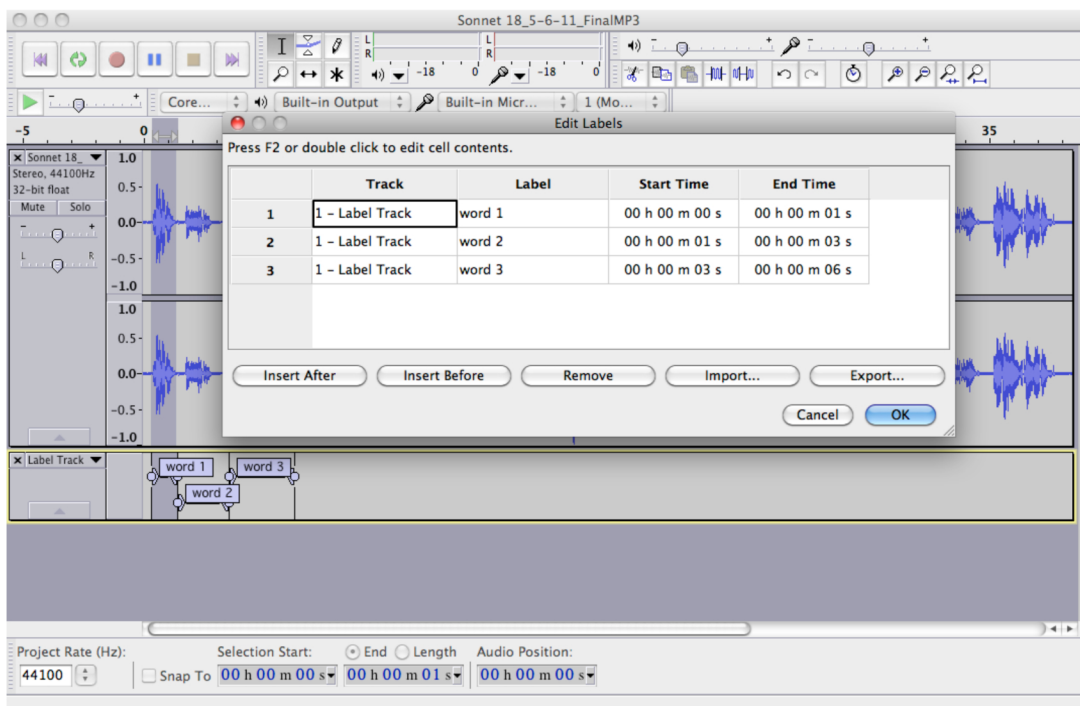 Sonnet 18_5-6-11_FinalMP3
L
R
-18
0
L
R
-18
0
Core...
Built-in Output
Built-in Micr...
1 (Mo...
-5
0
35
Edit Labels
Press F2 or double click to edit cell contents.
Track Label Start Time End Time
1 1 - Label Track word 1 00 h 00 m 00 s 00 h 00 m 01 s
2 1 - Label Track word 2 00 h 00 m 01 s 00 h 00 m 03 s
3 1 - Label Track word 3 00 h 00 m 03 s 00 h 00 m 06 s
Insert After Insert Before Remove Import... Export...
Cancel OK
Sonnet 18_
Stereo, 44100Hz
32-bit float
Mute Solo
- +
L R
1.0
0.5-
0.0-
-0.5-
-1.0
1.0
0.5-
0.0-
-0.5-
-1.0
Label Track
word 1 word 3
word 2
Project Rate (Hz): Selection Start: End Length Audio Position:
44100 Snap To 00 h 00 m 00 s 00 h 00 m 01 s 00 h 00 m 00 s